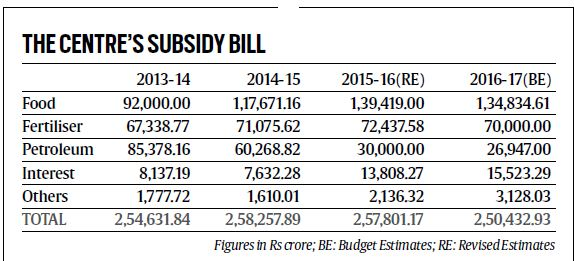 THE CENTRE'S SUBSIDY BILL
2013-14 2014-15 2015-16(RE) 2016-17(BE)
Food 92,000.00 1,17,671.16 1,39,419.00 1,34,834.61
Fertiliser 67,338.77 71,075.62 72,437.58 70,000.00
Petroleum 85,378.16 60,268.82 30,000.00 26,947.00
Interest 8,137.19 7,632.28 13,808.27 15,523.29
Others 1,777.72 1,610.01 2,136.32 3,128.03
TOTAL 2,54,631.84 2,58,257.89 2,57,801.17 2,50,432.93
Figures in Rs crore; BE: Budget Estimates; RE: Revised Estimates